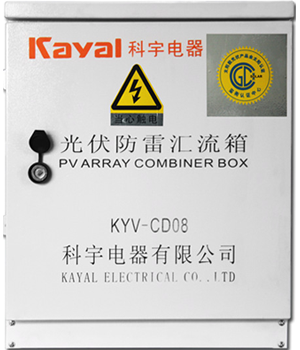 Kayal 科宇电器
当心触电
光伏防雷汇流箱
PV ARRAY COMBINER BOX
KYV-CD08
科宇电器有限公司
KAYAL ELECTRICAL CO.,LTD